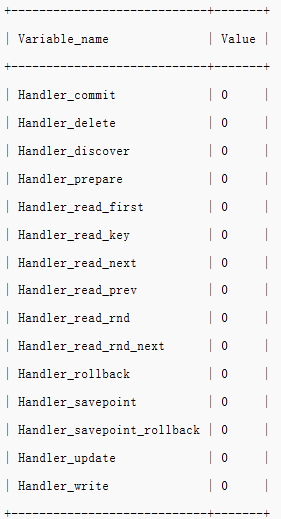 +----------------------------+-------+
| Variable_name              | Value |
+----------------------------+-------+
| Handler_commit             | 0     |
| Handler_delete             | 0     |
| Handler_discover           | 0     |
| Handler_prepare            | 0     |
| Handler_read_first         | 0     |
| Handler_read_key           | 0     |
| Handler_read_next          | 0     |
| Handler_read_prev          | 0     |
| Handler_read_rnd           | 0     |
| Handler_read_rnd_next      | 0     |
| Handler_rollback           | 0     |
| Handler_savepoint          | 0     |
| Handler_savepoint_rollback | 0     |
| Handler_update             | 0     |
| Handler_write              | 0     |
+----------------------------+-------+